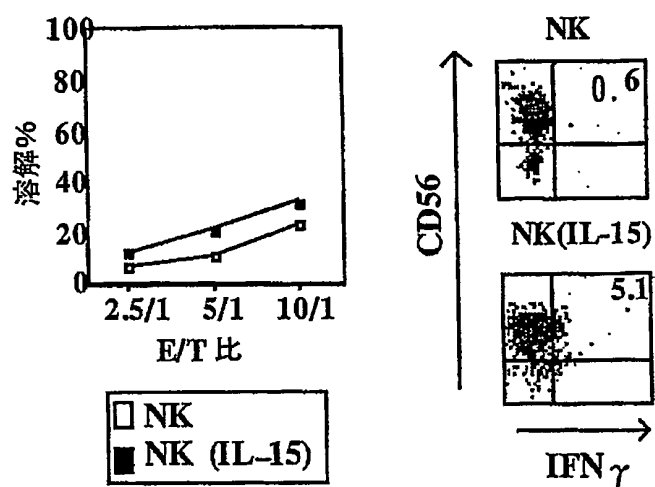 100
80
60
40
20
0
溶解%
2.5/1 5/1 10/1
E/T 比
NK
NK (IL-15)
NK
0.6
CD56
NK(IL-15)
5.1
IFNγ